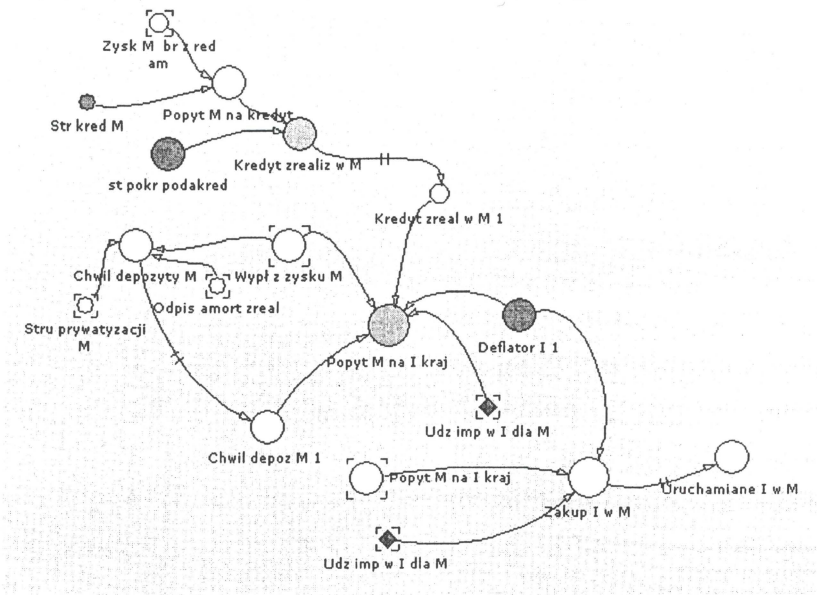 Zysk M br z red
am
Str kred M
Popyt M na kredyt
Kredyt zrealiz w M
st pokr podakred
Kredyt zreal w M 1
Chwil depozyty M
Wypł z zysku M
Odpis amort zreal
Stru prywatyzacji
M
Popyt M na I kraj
Deflator I 1
Udz imp w I dla M
Chwil depoz M 1
Popyt M na I kraj
Uruchamiane I w M
Zakup I w M
Udz imp w I dla M